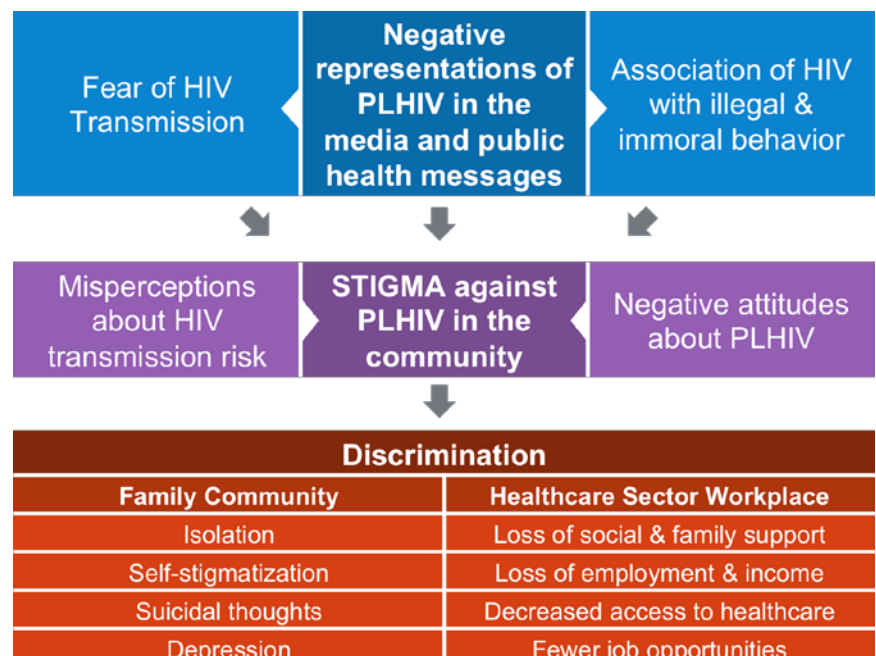 Fear of HIV
Transmission
Negative
representations of
PLHIV in the
media and public
health messages
Association of HIV
with illegal &
immoral behavior
Misperceptions
about HIV
transmission risk
STIGMA against
PLHIV in the
community
Negative attitudes
about PLHIV
Discrimination
Family Community
Healthcare Sector Workplace
Isolation
Loss of social & family support
Self-stigmatization
Loss of employment & income
Suicidal thoughts
Decreased access to healthcare
Depression
Fewer job opportunities